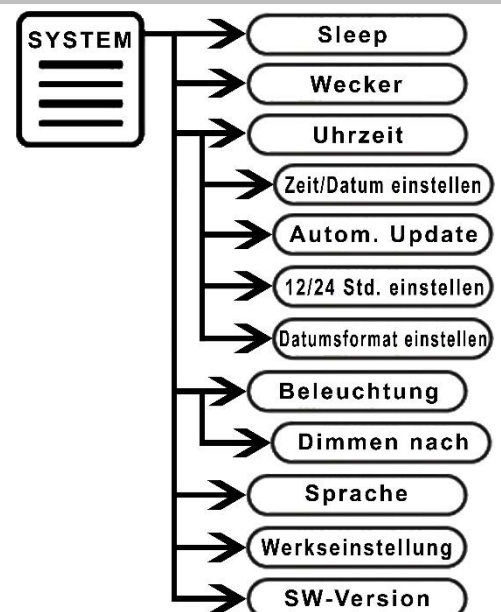 SYSTEM
Sleep
Wecker
Uhrzeit
Zeit/Datum einstellen
Autom. Update
12/24 Std. einstellen
Datumsformat einstellen
Beleuchtung
Dimmen nach
Sprache
Werkseinstellung
SW-Version